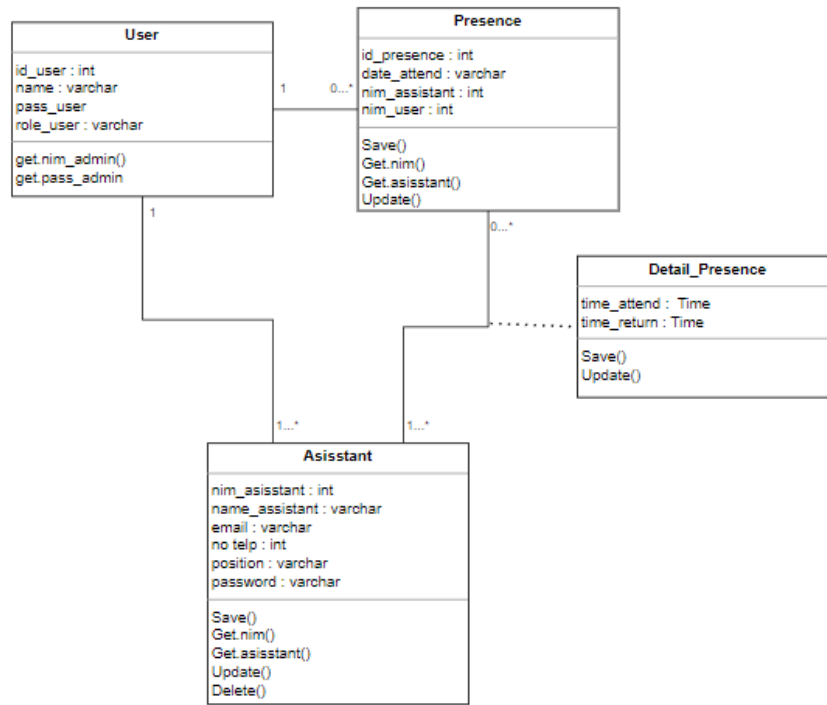 User
id_user : int
name : varchar
pass_user
role_user : varchar
get.nim_admin()
get.pass_admin
1
0...*
Presence
id_presence : int
date_attend : varchar
nim_assistant : int
nim_user : int
Save()
Get.nim()
Get.asisstant()
Update()
1
0...*
Detail_Presence
time_attend :  Time
time_return : Time
Save()
Update()
1...*
1...*
Asisstant
nim_asisstant : int
name_assistant : varchar
email : varchar
no telp : int
position : varchar
password : varchar
Save()
Get.nim()
Get.asisstant()
Update()
Delete()